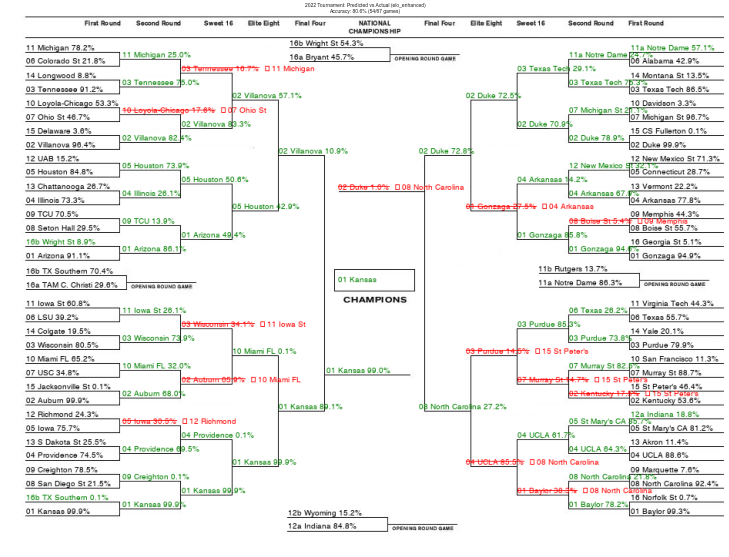 2022 Tournament: Predicted vs Actual (elo_enhanced)
Accuracy: 80.6% (54/67 games)
First Round Second Round Sweet 16 Elite Eight Final Four NATIONAL CHAMPIONSHIP Final Four Elite Eight Sweet 16 Second Round First Round
16b Wright St 54.3%
16a Bryant 45.7%
OPENING ROUND GAME
11 Michigan 78.2%
06 Colorado St 21.8%
14 Longwood 8.8%
03 Tennessee 91.2%
10 Loyola-Chicago 53.3%
07 Ohio St 46.7%
15 Delaware 3.6%
02 Villanova 96.4%
12 UAB 15.2%
05 Houston 84.8%
13 Chattanooga 26.7%
04 Illinois 73.3%
09 TCU 70.5%
08 Seton Hall 29.5%
16b Wright St 8.9%
01 Arizona 91.1%
16b TX Southern 70.4%
16a TAM C. Christi 29.6%
OPENING ROUND GAME
11 Iowa St 60.8%
06 LSU 39.2%
14 Colgate 19.5%
03 Wisconsin 80.5%
10 Miami FL 65.2%
07 USC 34.8%
15 Jacksonville St 0.1%
02 Auburn 99.9%
12 Richmond 24.3%
05 Iowa 75.7%
13 S Dakota St 25.5%
04 Providence 74.5%
09 Creighton 78.5%
08 San Diego St 21.5%
16b TX Southern 0.1%
01 Kansas 99.9%
11 Michigan 25.0%
03 Tennessee 75.0%
10 Loyola-Chicago 17.6% 07 Ohio St
02 Villanova 82.4%
05 Houston 73.9%
04 Illinois 26.1%
09 TCU 13.9%
01 Arizona 86.1%
11 Iowa St 26.1%
03 Wisconsin 73.9%
10 Miami FL 32.0%
02 Auburn 68.0%
05 Iowa 30.5% 12 Richmond
04 Providence 69.5%
09 Creighton 0.1%
01 Kansas 99.9%
03 Tennessee 16.7% 11 Michigan
02 Villanova 83.3%
05 Houston 50.6%
01 Arizona 49.4%
03 Wisconsin 34.1% 11 Iowa St
02 Auburn 65.9% 10 Miami FL
04 Providence 0.1%
01 Kansas 99.9%
02 Villanova 57.1%
05 Houston 42.9%
10 Miami FL 0.1%
01 Kansas 99.9%
02 Villanova 10.9%
01 Kansas 89.1%
02 Duke 1.0% 08 North Carolina
01 Kansas
CHAMPIONS
01 Kansas 99.0%
12b Wyoming 15.2%
12a Indiana 84.8%
OPENING ROUND GAME
02 Duke 72.8%
08 North Carolina 27.2%
02 Duke 72.5%
01 Gonzaga 27.5% 04 Arkansas
03 Purdue 14.5% 15 St Peter's
04 UCLA 85.5% 08 North Carolina
03 Texas Tech 29.1%
02 Duke 70.9%
04 Arkansas 14.2%
01 Gonzaga 85.8%
03 Purdue 85.3%
07 Murray St 14.7% 15 St Peter's
04 UCLA 61.7%
01 Baylor 38.3% 08 North Carolina
11a Notre Dame
03 Texas Tech
07 Michigan St
02 Duke 78.9%
12 New Mexico St 32.1%
04 Arkansas
08 Boise St 5.4% 09 Memphis
01 Gonzaga
06 Texas 26.2%
03 Purdue 73.8%
07 Murray St
02 Kentucky 15 St Peter's
05 St Mary's CA
04 UCLA 64.3%
08 North Carolina 21.8%
01 Baylor 78.2%
11a Notre Dame 57.1%
06 Alabama 42.9%
14 Montana St 13.5%
03 Texas Tech 86.5%
10 Davidson 3.3%
07 Michigan St 96.7%
15 CS Fullerton 0.1%
02 Duke 99.9%
12 New Mexico St 71.3%
05 Connecticut 28.7%
13 Vermont 22.2%
04 Arkansas 77.8%
09 Memphis 44.3%
08 Boise St 55.7%
16 Georgia St 5.1%
01 Gonzaga 94.9%
11b Rutgers 13.7%
11a Notre Dame 86.3%
OPENING ROUND GAME
11 Virginia Tech 44.3%
06 Texas 55.7%
14 Yale 20.1%
03 Purdue 79.9%
10 San Francisco 11.3%
07 Murray St 88.7%
15 St Peter's 46.4%
02 Kentucky 53.6%
12a Indiana 18.8%
05 St Mary's CA 81.2%
13 Akron 11.4%
04 UCLA 88.6%
09 Marquette 7.6%
08 North Carolina 92.4%
16 Norfolk St 0.7%
01 Baylor 99.3%